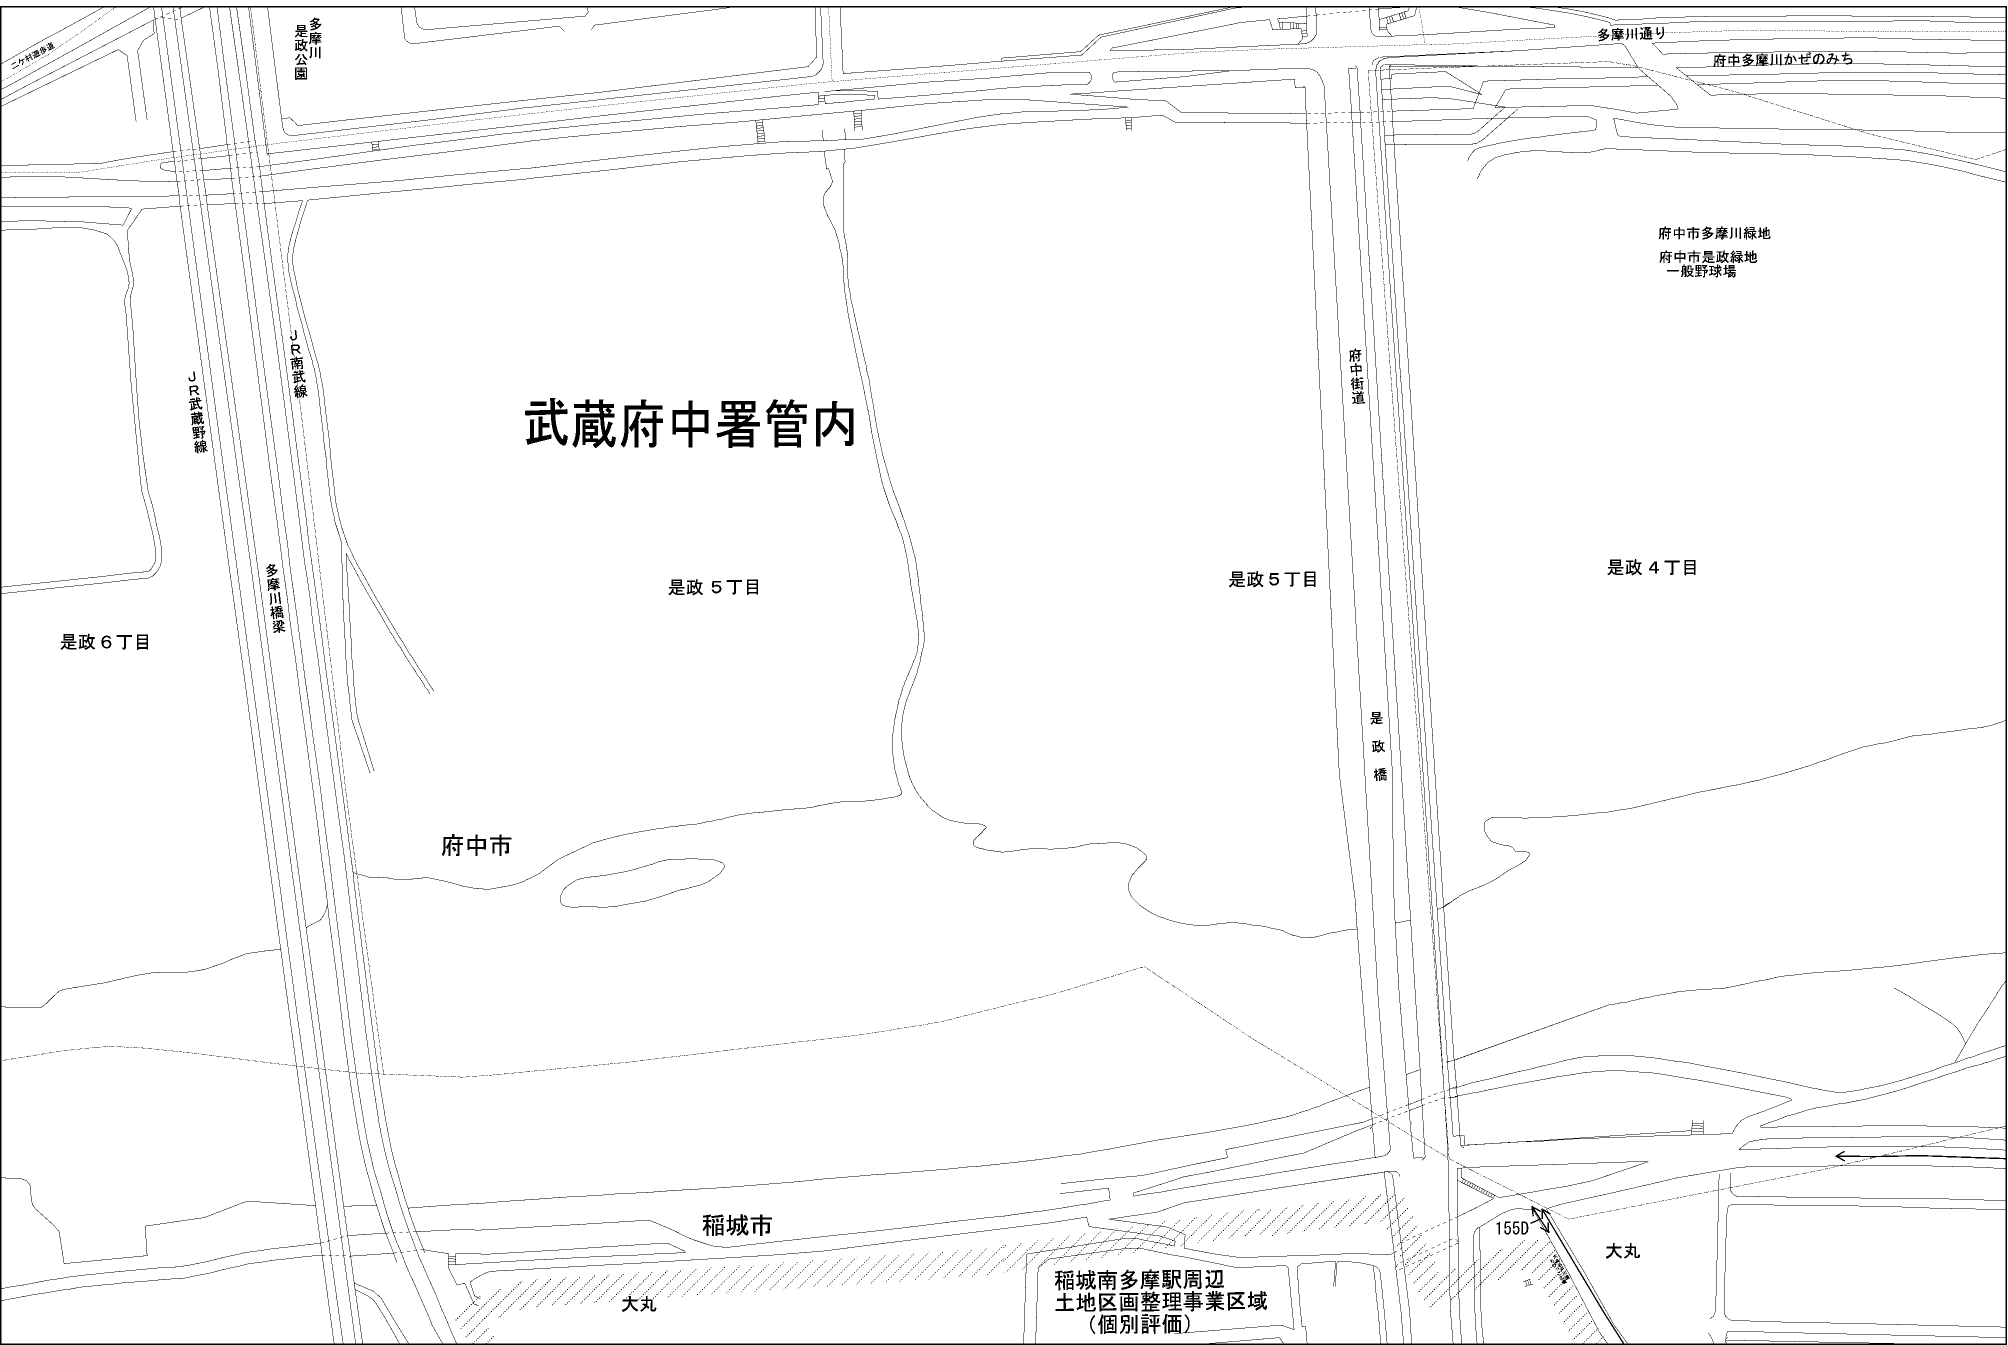 二ケ村遊歩道
多摩川
是政公園
多摩川通り
府中多摩川かぜのみち
府中市多摩川緑地
府中市是政緑地
一般野球場
JR南武線
JR武蔵野線
府中街道
武蔵府中署管内
多摩川橋梁
是政5丁目
是政5丁目
是政4丁目
是政6丁目
是政橋
府中市
稲城市
155D
大丸
大丸
稲城南多摩駅周辺
土地区画整理事業区域
(個別評価)